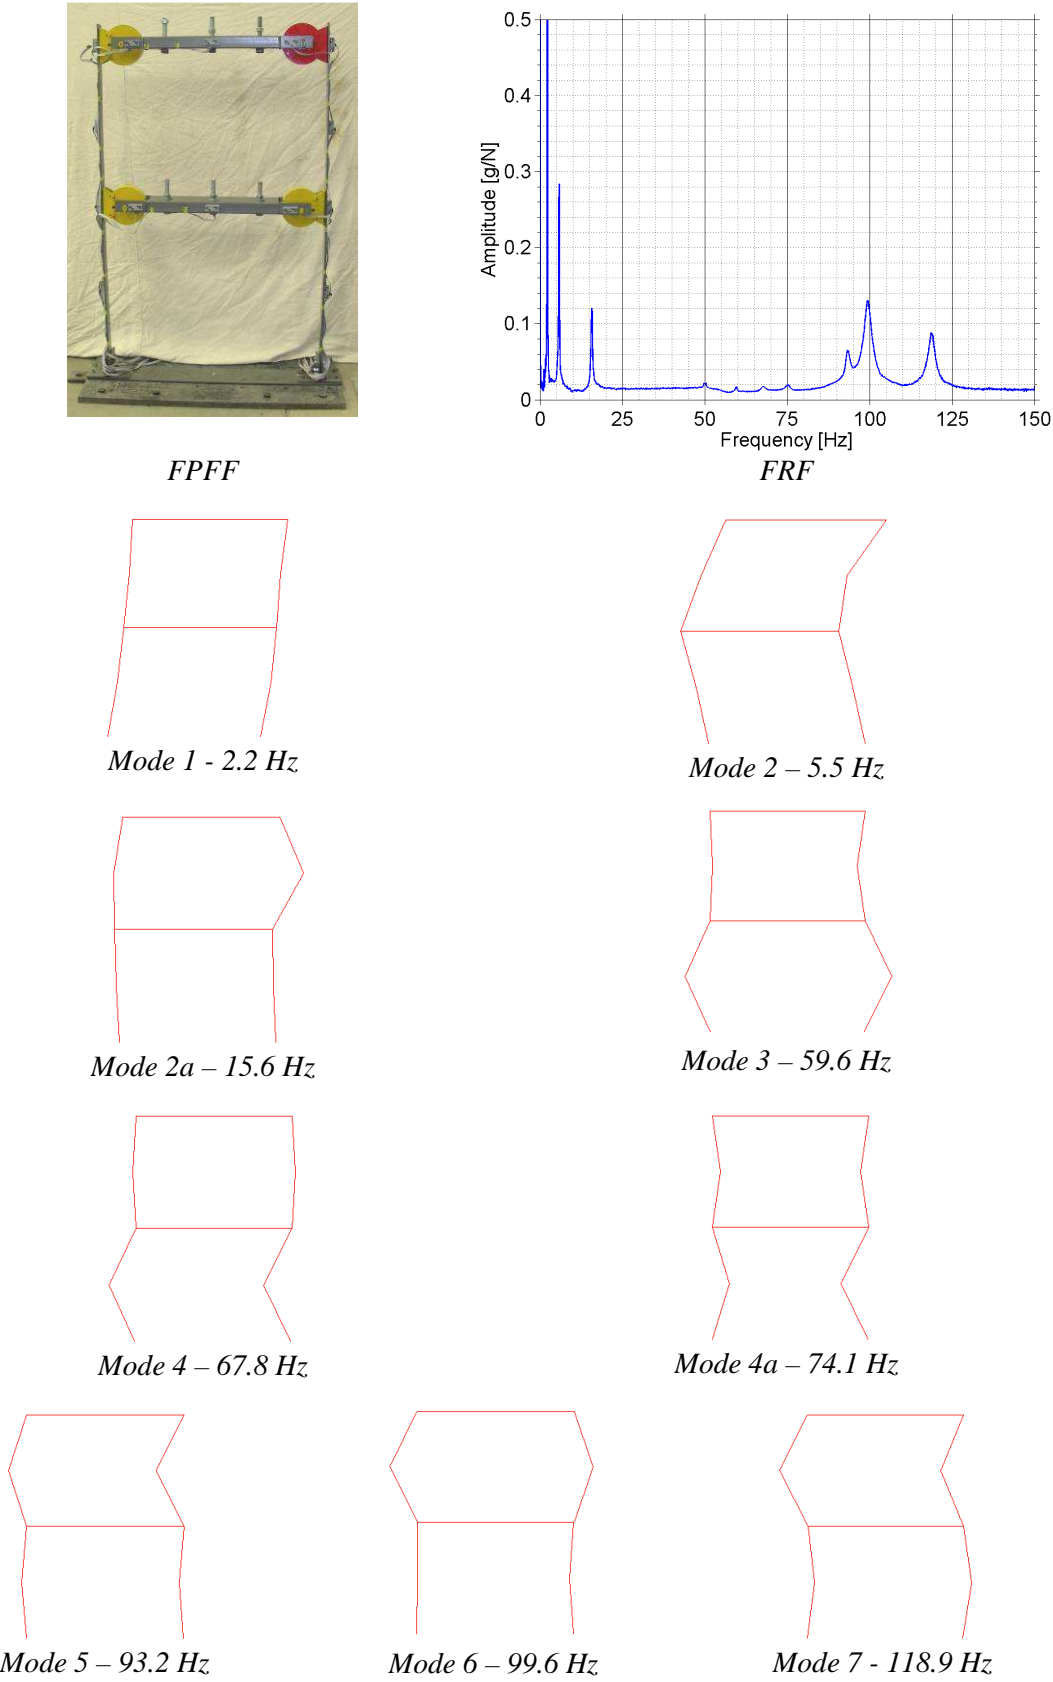 0.5
0.4
0.3
0.2
0.1
0
Amplitude [g/N]
0 25 50 75 100 125 150
Frequency [Hz]
FPFF
FRF
Mode 1 - 2.2 Hz
Mode 2 – 5.5 Hz
Mode 2a – 15.6 Hz
Mode 3 – 59.6 Hz
Mode 4 – 67.8 Hz
Mode 4a – 74.1 Hz
Mode 5 – 93.2 Hz
Mode 6 – 99.6 Hz
Mode 7 - 118.9 Hz